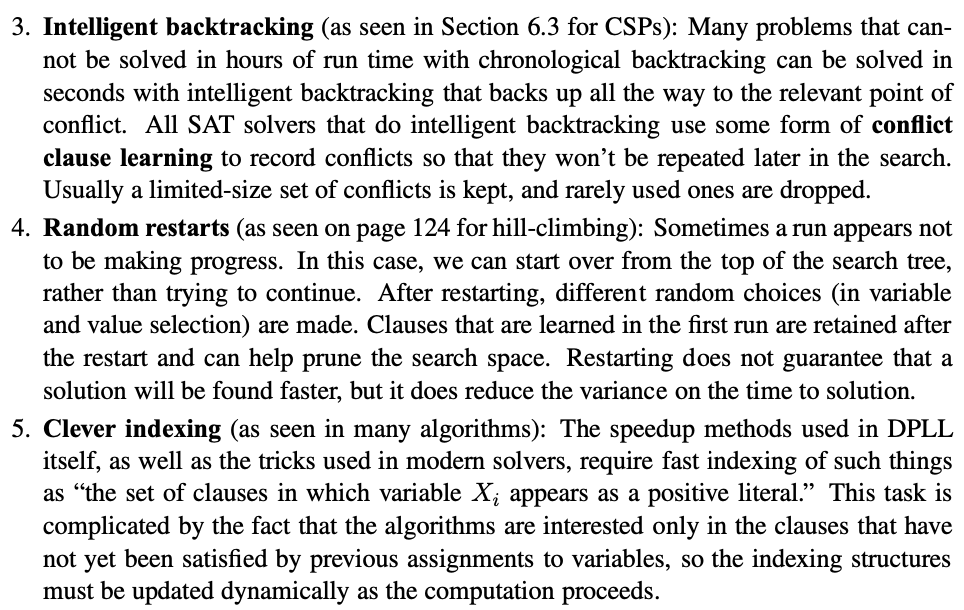 3. Intelligent backtracking (as seen in Section 6.3 for CSPs): Many problems that can-
not be solved in hours of run time with chronological backtracking can be solved in
seconds with intelligent backtracking that backs up all the way to the relevant point of
conflict. All SAT solvers that do intelligent backtracking use some form of conflict
clause learning to record conflicts so that they won’t be repeated later in the search.
Usually a limited-size set of conflicts is kept, and rarely used ones are dropped.
4. Random restarts (as seen on page 124 for hill-climbing): Sometimes a run appears not
to be making progress. In this case, we can start over from the top of the search tree,
rather than trying to continue. After restarting, different random choices (in variable
and value selection) are made. Clauses that are learned in the first run are retained after
the restart and can help prune the search space. Restarting does not guarantee that a
solution will be found faster, but it does reduce the variance on the time to solution.
5. Clever indexing (as seen in many algorithms): The speedup methods used in DPLL
itself, as well as the tricks used in modern solvers, require fast indexing of such things
as “the set of clauses in which variable Xᵢ appears as a positive literal.” This task is
complicated by the fact that the algorithms are interested only in the clauses that have
not yet been satisfied by previous assignments to variables, so the indexing structures
must be updated dynamically as the computation proceeds.